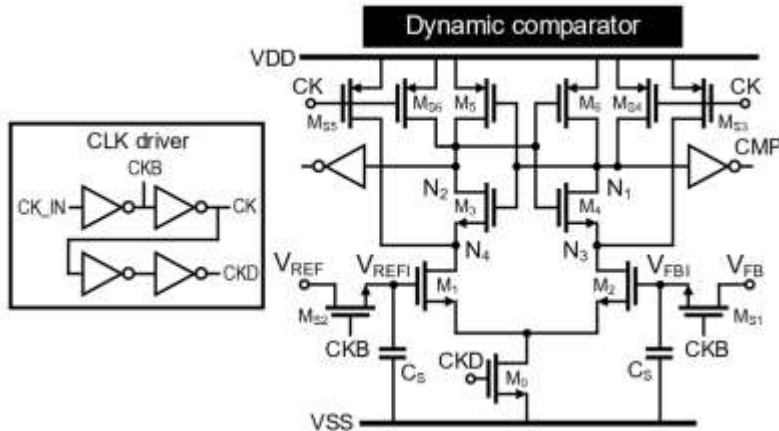 Dynamic comparator
VDD
CK
CK
MS5
MS6
M5
M6
MS4
MS3
CLK driver
CKB
CK_IN
CK
CKD
CMP
N2
N1
M3
M4
N4
N3
VREF
VREFI
M1
M2
VFBI
VFB
MS2
MS1
CKB
CKB
CS
CKD
M0
CS
VSS